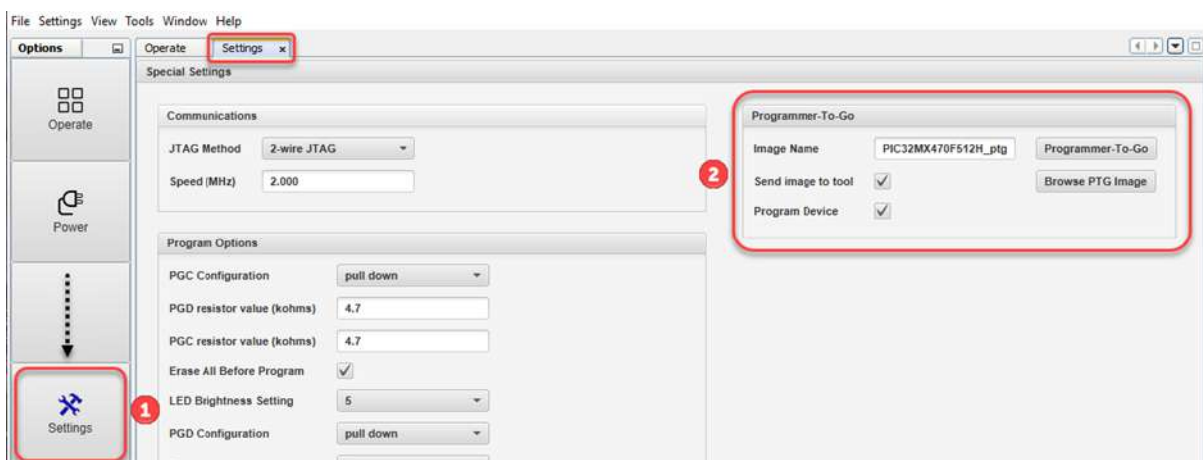 File Settings View Tools Window Help
Options
Operate
Settings x
Special Settings
Operate
Power
1
Settings
Communications
JTAG Method 2-wire JTAG
Speed (MHz) 2.000
Program Options
PGC Configuration pull down
PGD resistor value (kohms) 4.7
PGC resistor value (kohms) 4.7
Erase All Before Program
LED Brightness Setting 5
PGD Configuration pull down
2
Programmer-To-Go
Image Name PIC32MX470F512H_ptg Programmer-To-Go
Send image to tool Browse PTG Image
Program Device